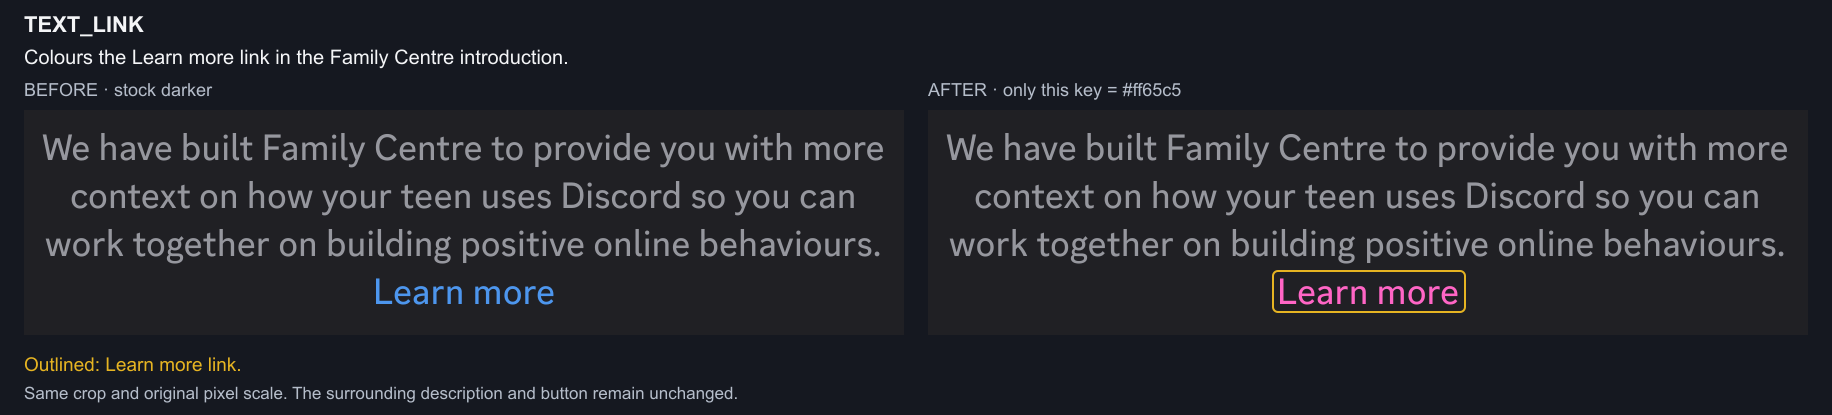 TEXT_LINK
Colours the Learn more link in the Family Centre introduction.
BEFORE · stock darker
We have built Family Centre to provide you with more
context on how your teen uses Discord so you can
work together on building positive online behaviours.
Learn more
AFTER · only this key = #ff65c5
We have built Family Centre to provide you with more
context on how your teen uses Discord so you can
work together on building positive online behaviours.
Learn more
Outlined: Learn more link.
Same crop and original pixel scale. The surrounding description and button remain unchanged.